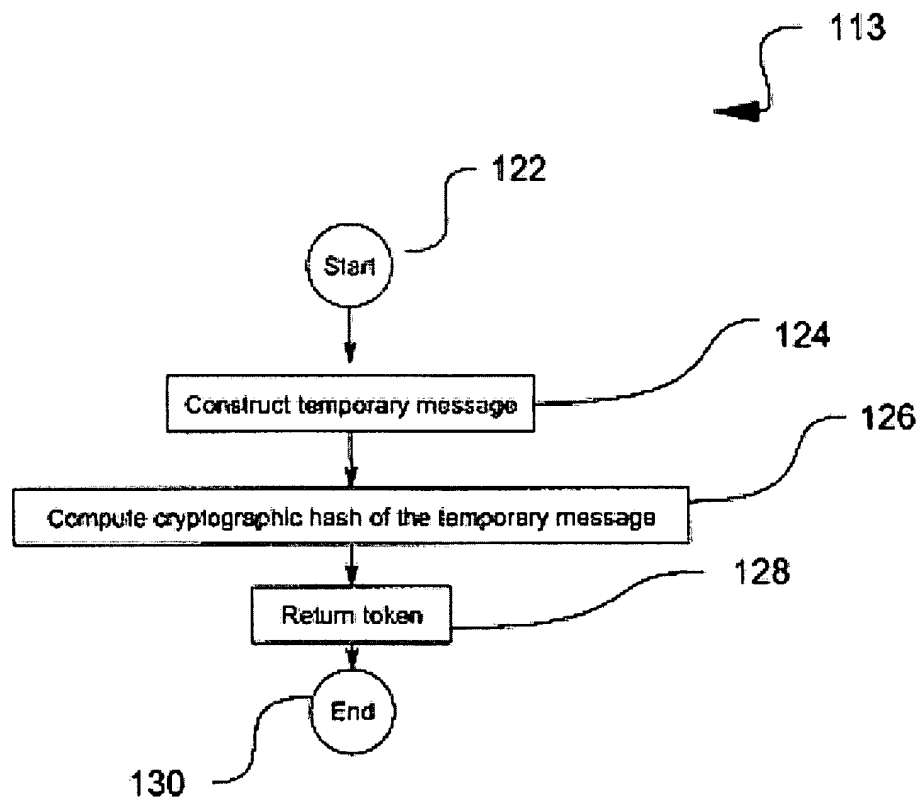 113
122
Start
124
Construct temporary message
126
Compute cryptographic hash of the temporary message
128
Return token
End
130